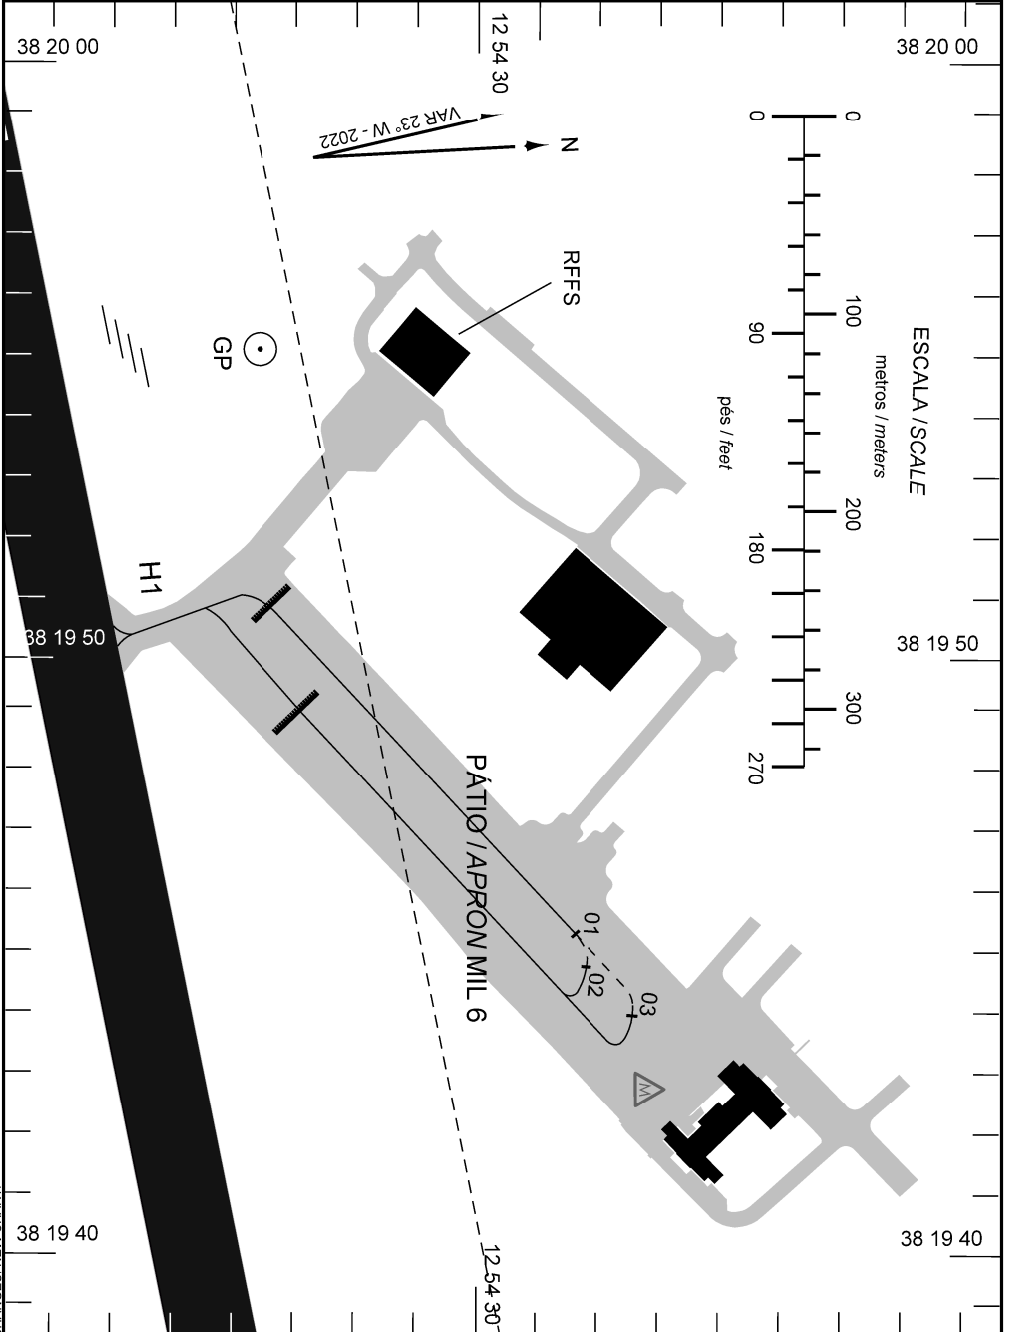 38 20 00
12 54 30
38 20 00
VAR 23° W - 2022
N
0
0
RFFS
100
90
ESCALA / SCALE
metros / meters
pés / feet
GP
200
180
H1
38 19 50
38 19 50
300
270
PÁTIO / APRON MIL 6
01
02
03
M
38 19 40
12 54 30
38 19 40